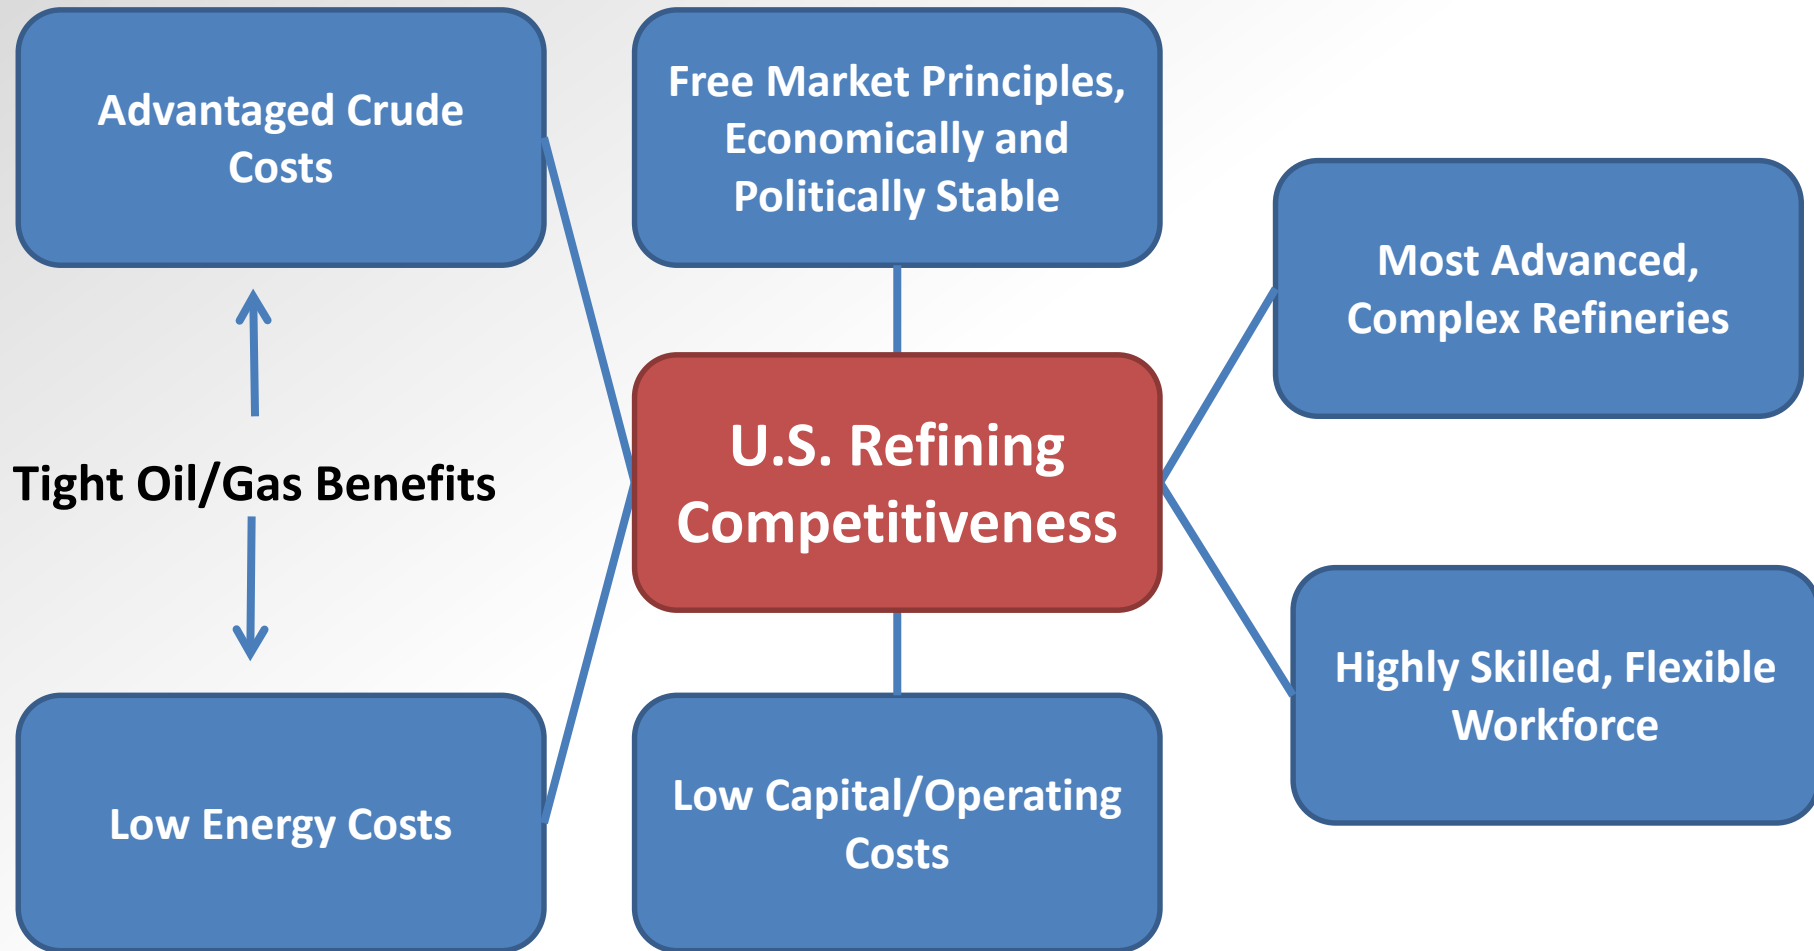 Advantaged Crude
Costs
Free Market Principles,
Economically and
Politically Stable
Most Advanced,
Complex Refineries
Tight Oil/Gas Benefits
U.S. Refining
Competitiveness
Highly Skilled, Flexible
Workforce
Low Energy Costs
Low Capital/Operating
Costs